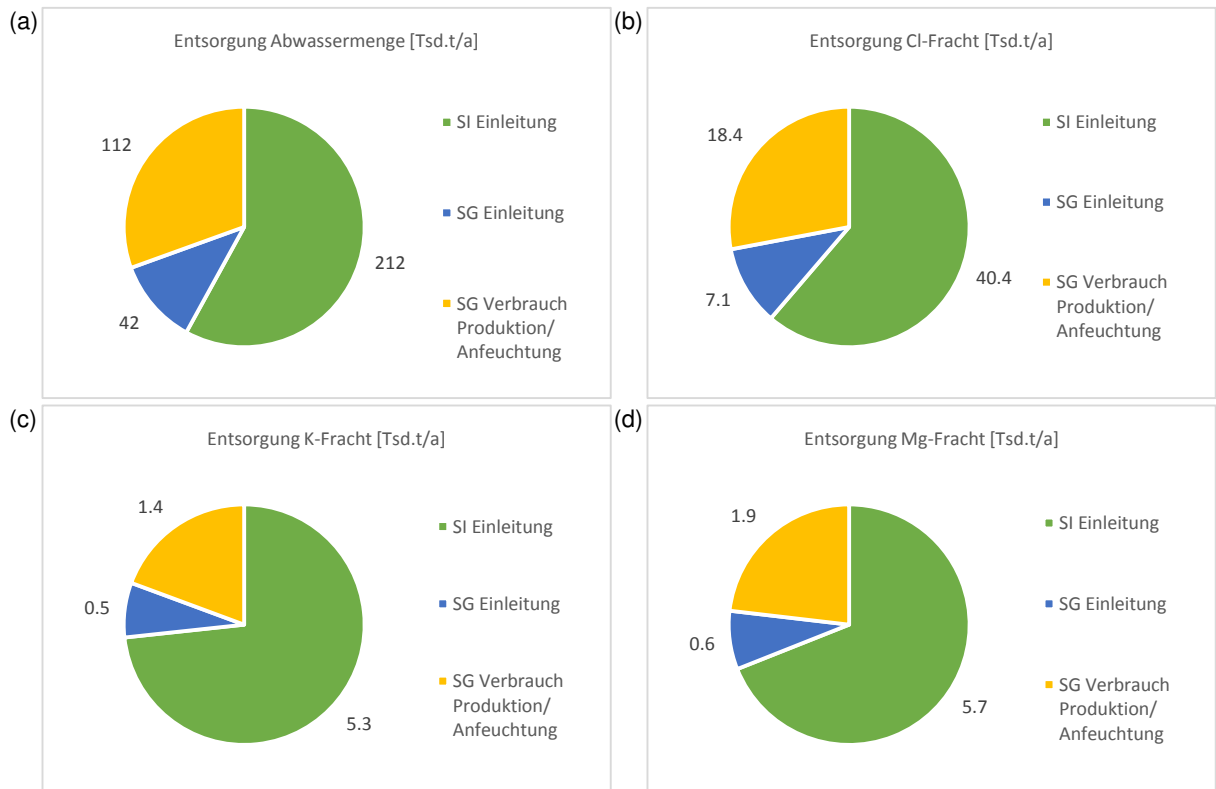 (a)
Entsorgung Abwassermenge [Tsd.t/a]
112
42
212
SI Einleitung
SG Einleitung
SG Verbrauch
Produktion/
Anfeuchtung
(b)
Entsorgung Cl-Fracht [Tsd.t/a]
18.4
7.1
40.4
SI Einleitung
SG Einleitung
SG Verbrauch
Produktion/
Anfeuchtung
(c)
Entsorgung K-Fracht [Tsd.t/a]
1.4
0.5
5.3
SI Einleitung
SG Einleitung
SG Verbrauch
Produktion/
Anfeuchtung
(d)
Entsorgung Mg-Fracht [Tsd.t/a]
1.9
0.6
5.7
SI Einleitung
SG Einleitung
SG Verbrauch
Produktion/
Anfeuchtung